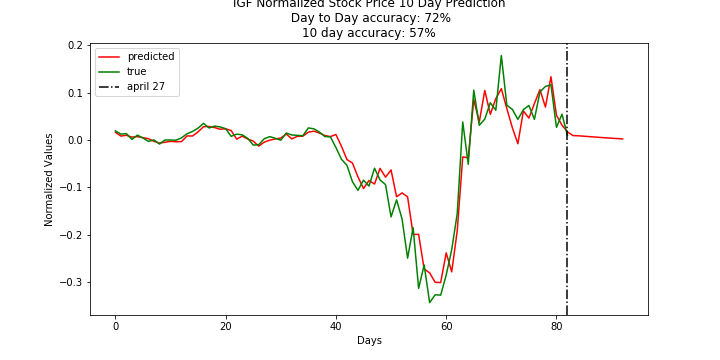 IGF Normalized Stock Price 10 Day Prediction
Day to Day accuracy: 72%
10 day accuracy: 57%
predicted
true
april 27
Normalized Values
0.2
0.1
0.0
−0.1
−0.2
−0.3
0
20
40
60
80
Days